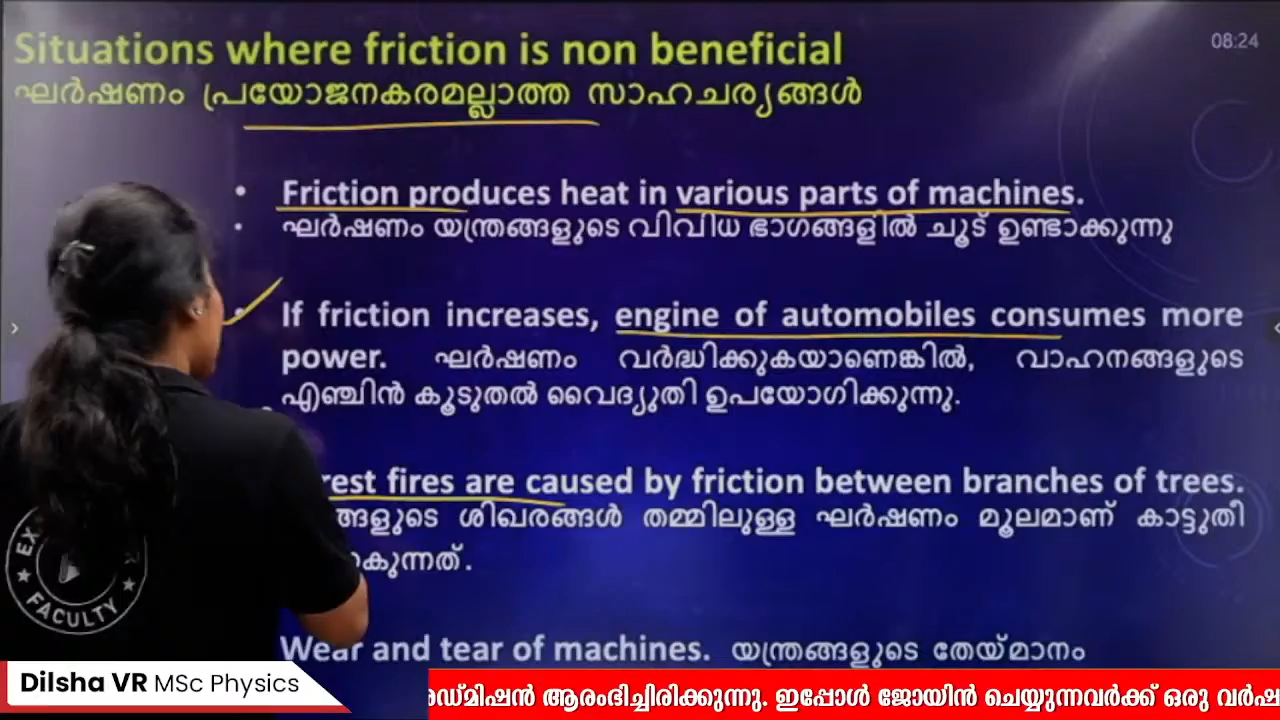 Situations where friction is non beneficial
08:24
ഘർഷണം പ്രയോജനകരമല്ലാത്ത സാഹചര്യങ്ങൾ
• Friction produces heat in various parts of machines.
• ഘർഷണം യന്ത്രങ്ങളുടെ വിവിധ ഭാഗങ്ങളിൽ ചൂട് ഉണ്ടാക്കുന്നു
If friction increases, engine of automobiles consumes more
power. ഘർഷണം വർദ്ധിക്കുകയാണെങ്കിൽ, വാഹനങ്ങളുടെ
എഞ്ചിൻ കൂടുതൽ വൈദ്യുതി ഉപയോഗിക്കുന്നു.
rest fires are caused by friction between branches of trees.
ങ്ങളുടെ ശിഖരങ്ങൾ തമ്മിലുള്ള ഘർഷണം മൂലമാണ് കാട്ടുതീ
കുന്നത്.
Wear and tear of machines. യന്ത്രങ്ങളുടെ തേയ്മാനം
FACULTY
Dilsha VR MSc Physics
ഡ്മിഷൻ ആരംഭിച്ചിരിക്കുന്നു. ഇപ്പോൾ ജോയിൻ ചെയ്യുന്നവർക്ക് ഒരു വർഷ